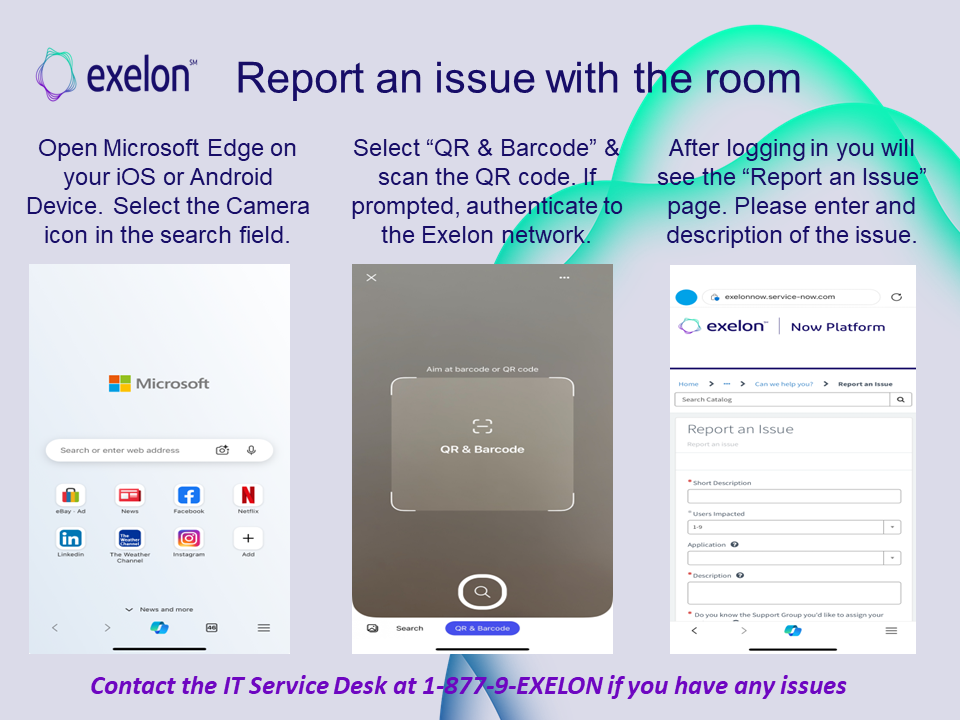 exelon℠
Report an issue with the room
Open Microsoft Edge on
your iOS or Android
Device. Select the Camera
icon in the search field.
Select “QR & Barcode” &
scan the QR code. If
prompted, authenticate to
the Exelon network.
After logging in you will
see the “Report an Issue”
page. Please enter and
description of the issue.
Microsoft
Search or enter web address
eBay · Ad
News
Facebook
Netflix
LinkedIn
The Weather Channel
The Weather
Channel
Instagram
Add
News and more
46
Aim at barcode or QR code
QR & Barcode
Search
QR & Barcode
exelonnow.service-now.com
exelon℠ | Now Platform
Home > ··· > Can we help you? > Report an Issue
Search Catalog
Report an Issue
Report an Issue
* Short Description
* Users Impacted
1-9
Application
* Description
* Do you know the Support Group you'd like to assign your
Contact the IT Service Desk at 1-877-9-EXELON if you have any issues